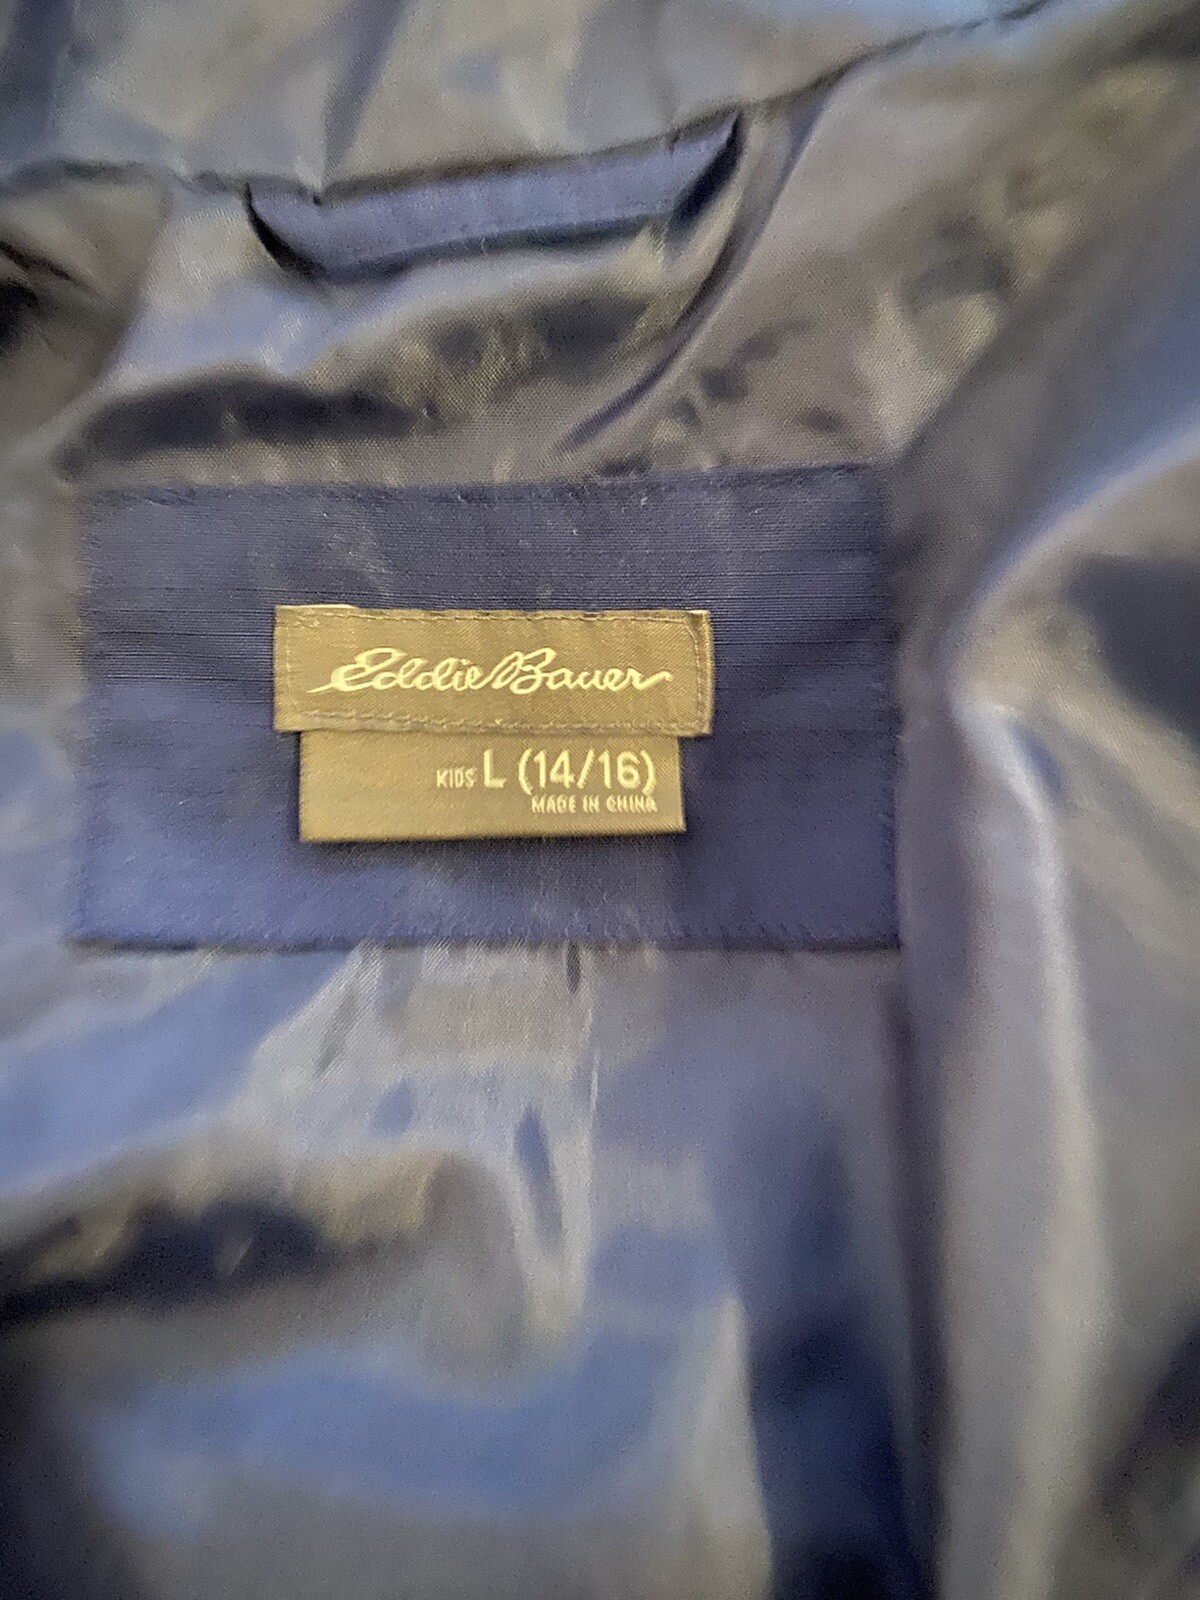 Eddie Bauer
KIDS L (14/16)
MADE IN CHINA